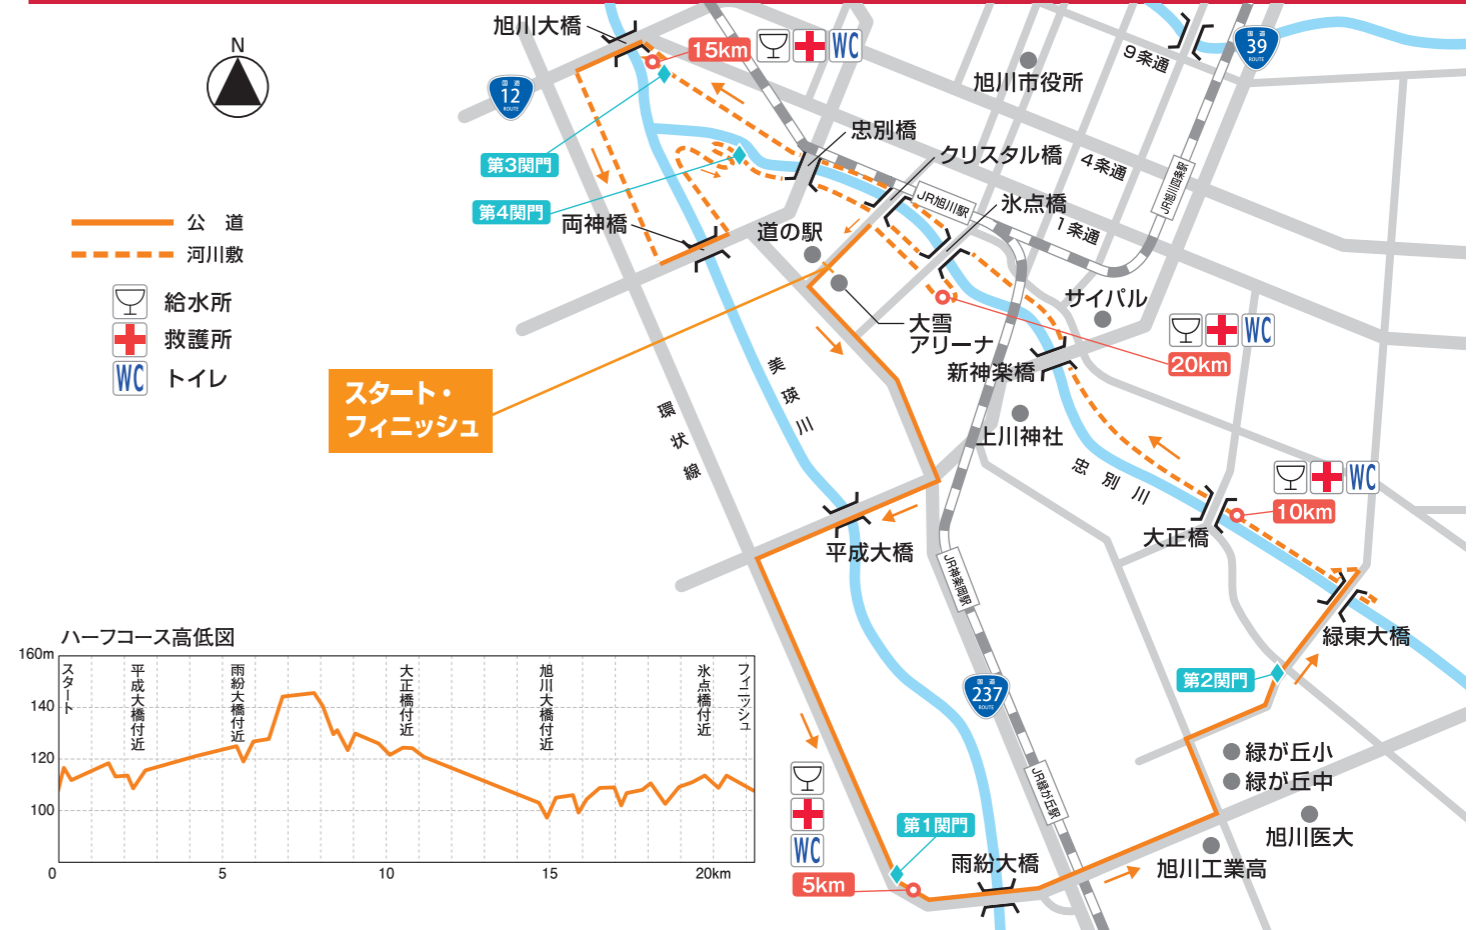 旭川大橋
15km
WC
国道
39
ROUTE
9条通
旭川市役所
N
国道
12
ROUTE
忠別橋
クリスタル橋
4条通
JR旭川四条駅
第3関門
第4関門
JR旭川駅
氷点橋
1条通
両神橋
道の駅
公 道
河川敷
給水所
救護所
WC
トイレ
サイパル
大雪
アリーナ
WC
20km
新神楽橋
スタート・
フィニッシュ
美瑛川
環状線
上川神社
忠別川
WC
10km
大正橋
平成大橋
JR神楽岡駅
緑東大橋
第2関門
国道
237
ROUTE
緑が丘小
緑が丘中
JR緑が丘駅
旭川医大
旭川工業高
WC
第1関門
5km
雨紛大橋
ハーフコース高低図
160m
140
120
100
スタート
平成大橋付近
雨紛大橋付近
大正橋付近
旭川大橋付近
氷点橋付近
フィニッシュ
0
5
10
15
20km